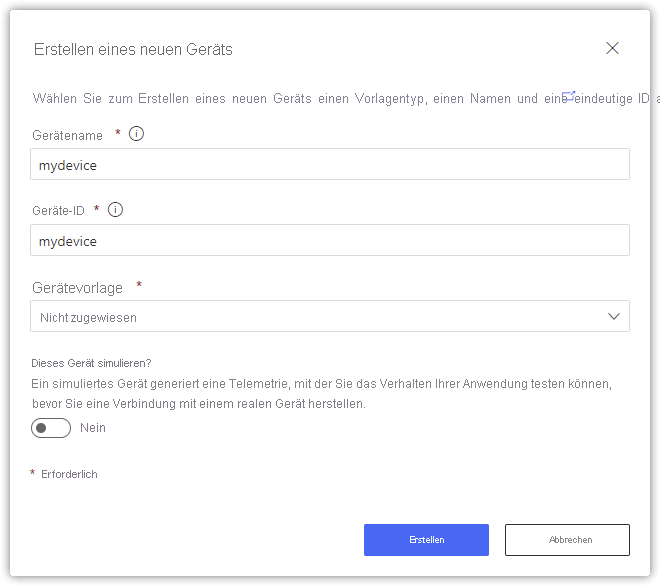 Erstellen eines neuen Geräts
Wählen Sie zum Erstellen eines neuen Geräts einen Vorlagentyp, einen Namen und eine eindeutige ID a
Gerätename *
mydevice
Geräte-ID *
mydevice
Gerätevorlage *
Nicht zugewiesen
Dieses Gerät simulieren?
Ein simuliertes Gerät generiert eine Telemetrie, mit der Sie das Verhalten Ihrer Anwendung testen können,
bevor Sie eine Verbindung mit einem realen Gerät herstellen.
Nein
* Erforderlich
Erstellen Abbrechen